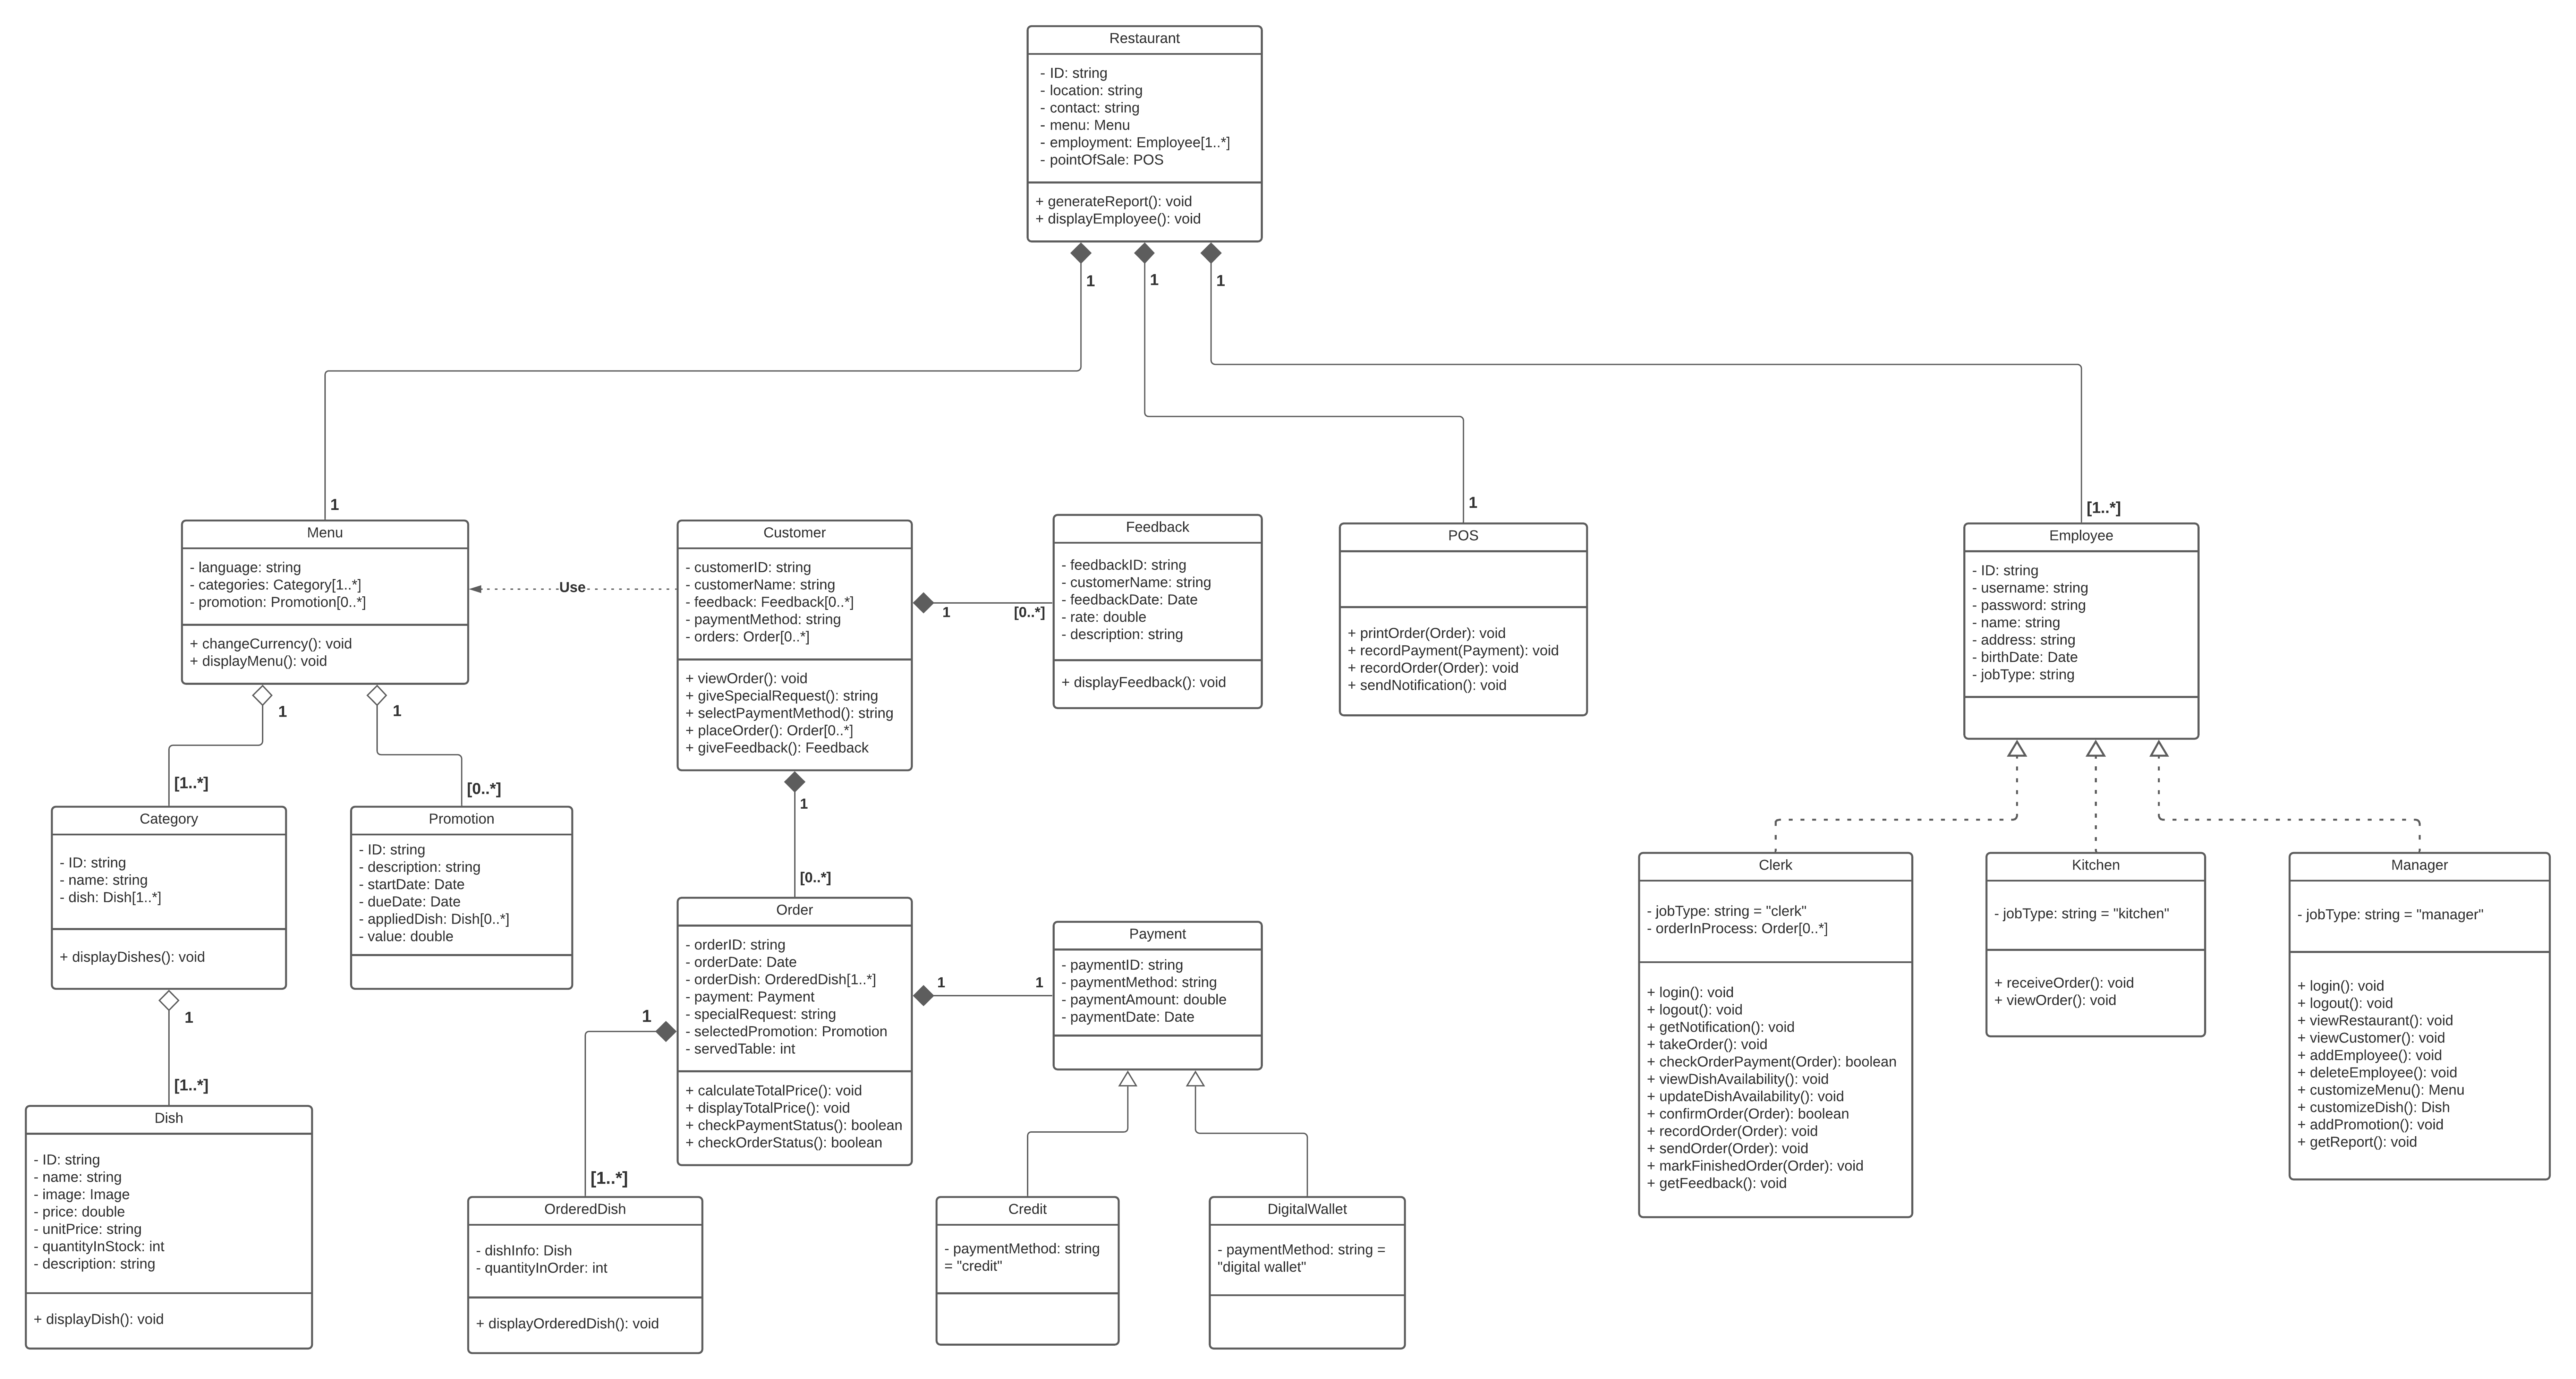 Restaurant
- ID: string
- location: string
- contact: string
- menu: Menu
- employment: Employee[1..*]
- pointOfSale: POS
+ generateReport(): void
+ displayEmployee(): void
1
1
1
1
1
[1..*]
Menu
- language: string
- categories: Category[1..*]
- promotion: Promotion[0..*]
+ changeCurrency(): void
+ displayMenu(): void
Use
Customer
- customerID: string
- customerName: string
- feedback: Feedback[0..*]
- paymentMethod: string
- orders: Order[0..*]
+ viewOrder(): void
+ giveSpecialRequest(): string
+ selectPaymentMethod(): string
+ placeOrder(): Order[0..*]
+ giveFeedback(): Feedback
1
[0..*]
Feedback
- feedbackID: string
- customerName: string
- feedbackDate: Date
- rate: double
- description: string
+ displayFeedback(): void
POS
+ printOrder(Order): void
+ recordPayment(Payment): void
+ recordOrder(Order): void
+ sendNotification(): void
Employee
- ID: string
- username: string
- password: string
- name: string
- address: string
- birthDate: Date
- jobType: string
1
1
[1..*]
[0..*]
1
[0..*]
Category
- ID: string
- name: string
- dish: Dish[1..*]
+ displayDishes(): void
Promotion
- ID: string
- description: string
- startDate: Date
- dueDate: Date
- appliedDish: Dish[0..*]
- value: double
Order
- orderID: string
- orderDate: Date
- orderDish: OrderedDish[1..*]
- payment: Payment
- specialRequest: string
- selectedPromotion: Promotion
- servedTable: int
+ calculateTotalPrice(): void
+ displayTotalPrice(): void
+ checkPaymentStatus(): boolean
+ checkOrderStatus(): boolean
1
1
Payment
- paymentID: string
- paymentMethod: string
- paymentAmount: double
- paymentDate: Date
Clerk
- jobType: string = "clerk"
- orderInProcess: Order[0..*]
+ login(): void
+ logout(): void
+ getNotification(): void
+ takeOrder(): void
+ checkOrderPayment(Order): boolean
+ viewDishAvailability(): void
+ updateDishAvailability(): void
+ confirmOrder(Order): boolean
+ recordOrder(Order): void
+ sendOrder(Order): void
+ markFinishedOrder(Order): void
+ getFeedback(): void
Kitchen
- jobType: string = "kitchen"
+ receiveOrder(): void
+ viewOrder(): void
Manager
- jobType: string = "manager"
+ login(): void
+ logout(): void
+ viewRestaurant(): void
+ viewCustomer(): void
+ addEmployee(): void
+ deleteEmployee(): void
+ customizeMenu(): Menu
+ customizeDish(): Dish
+ addPromotion(): void
+ getReport(): void
1
[1..*]
1
[1..*]
Dish
- ID: string
- name: string
- image: Image
- price: double
- unitPrice: string
- quantityInStock: int
- description: string
+ displayDish(): void
OrderedDish
- dishInfo: Dish
- quantityInOrder: int
+ displayOrderedDish(): void
Credit
- paymentMethod: string
= "credit"
DigitalWallet
- paymentMethod: string =
"digital wallet"